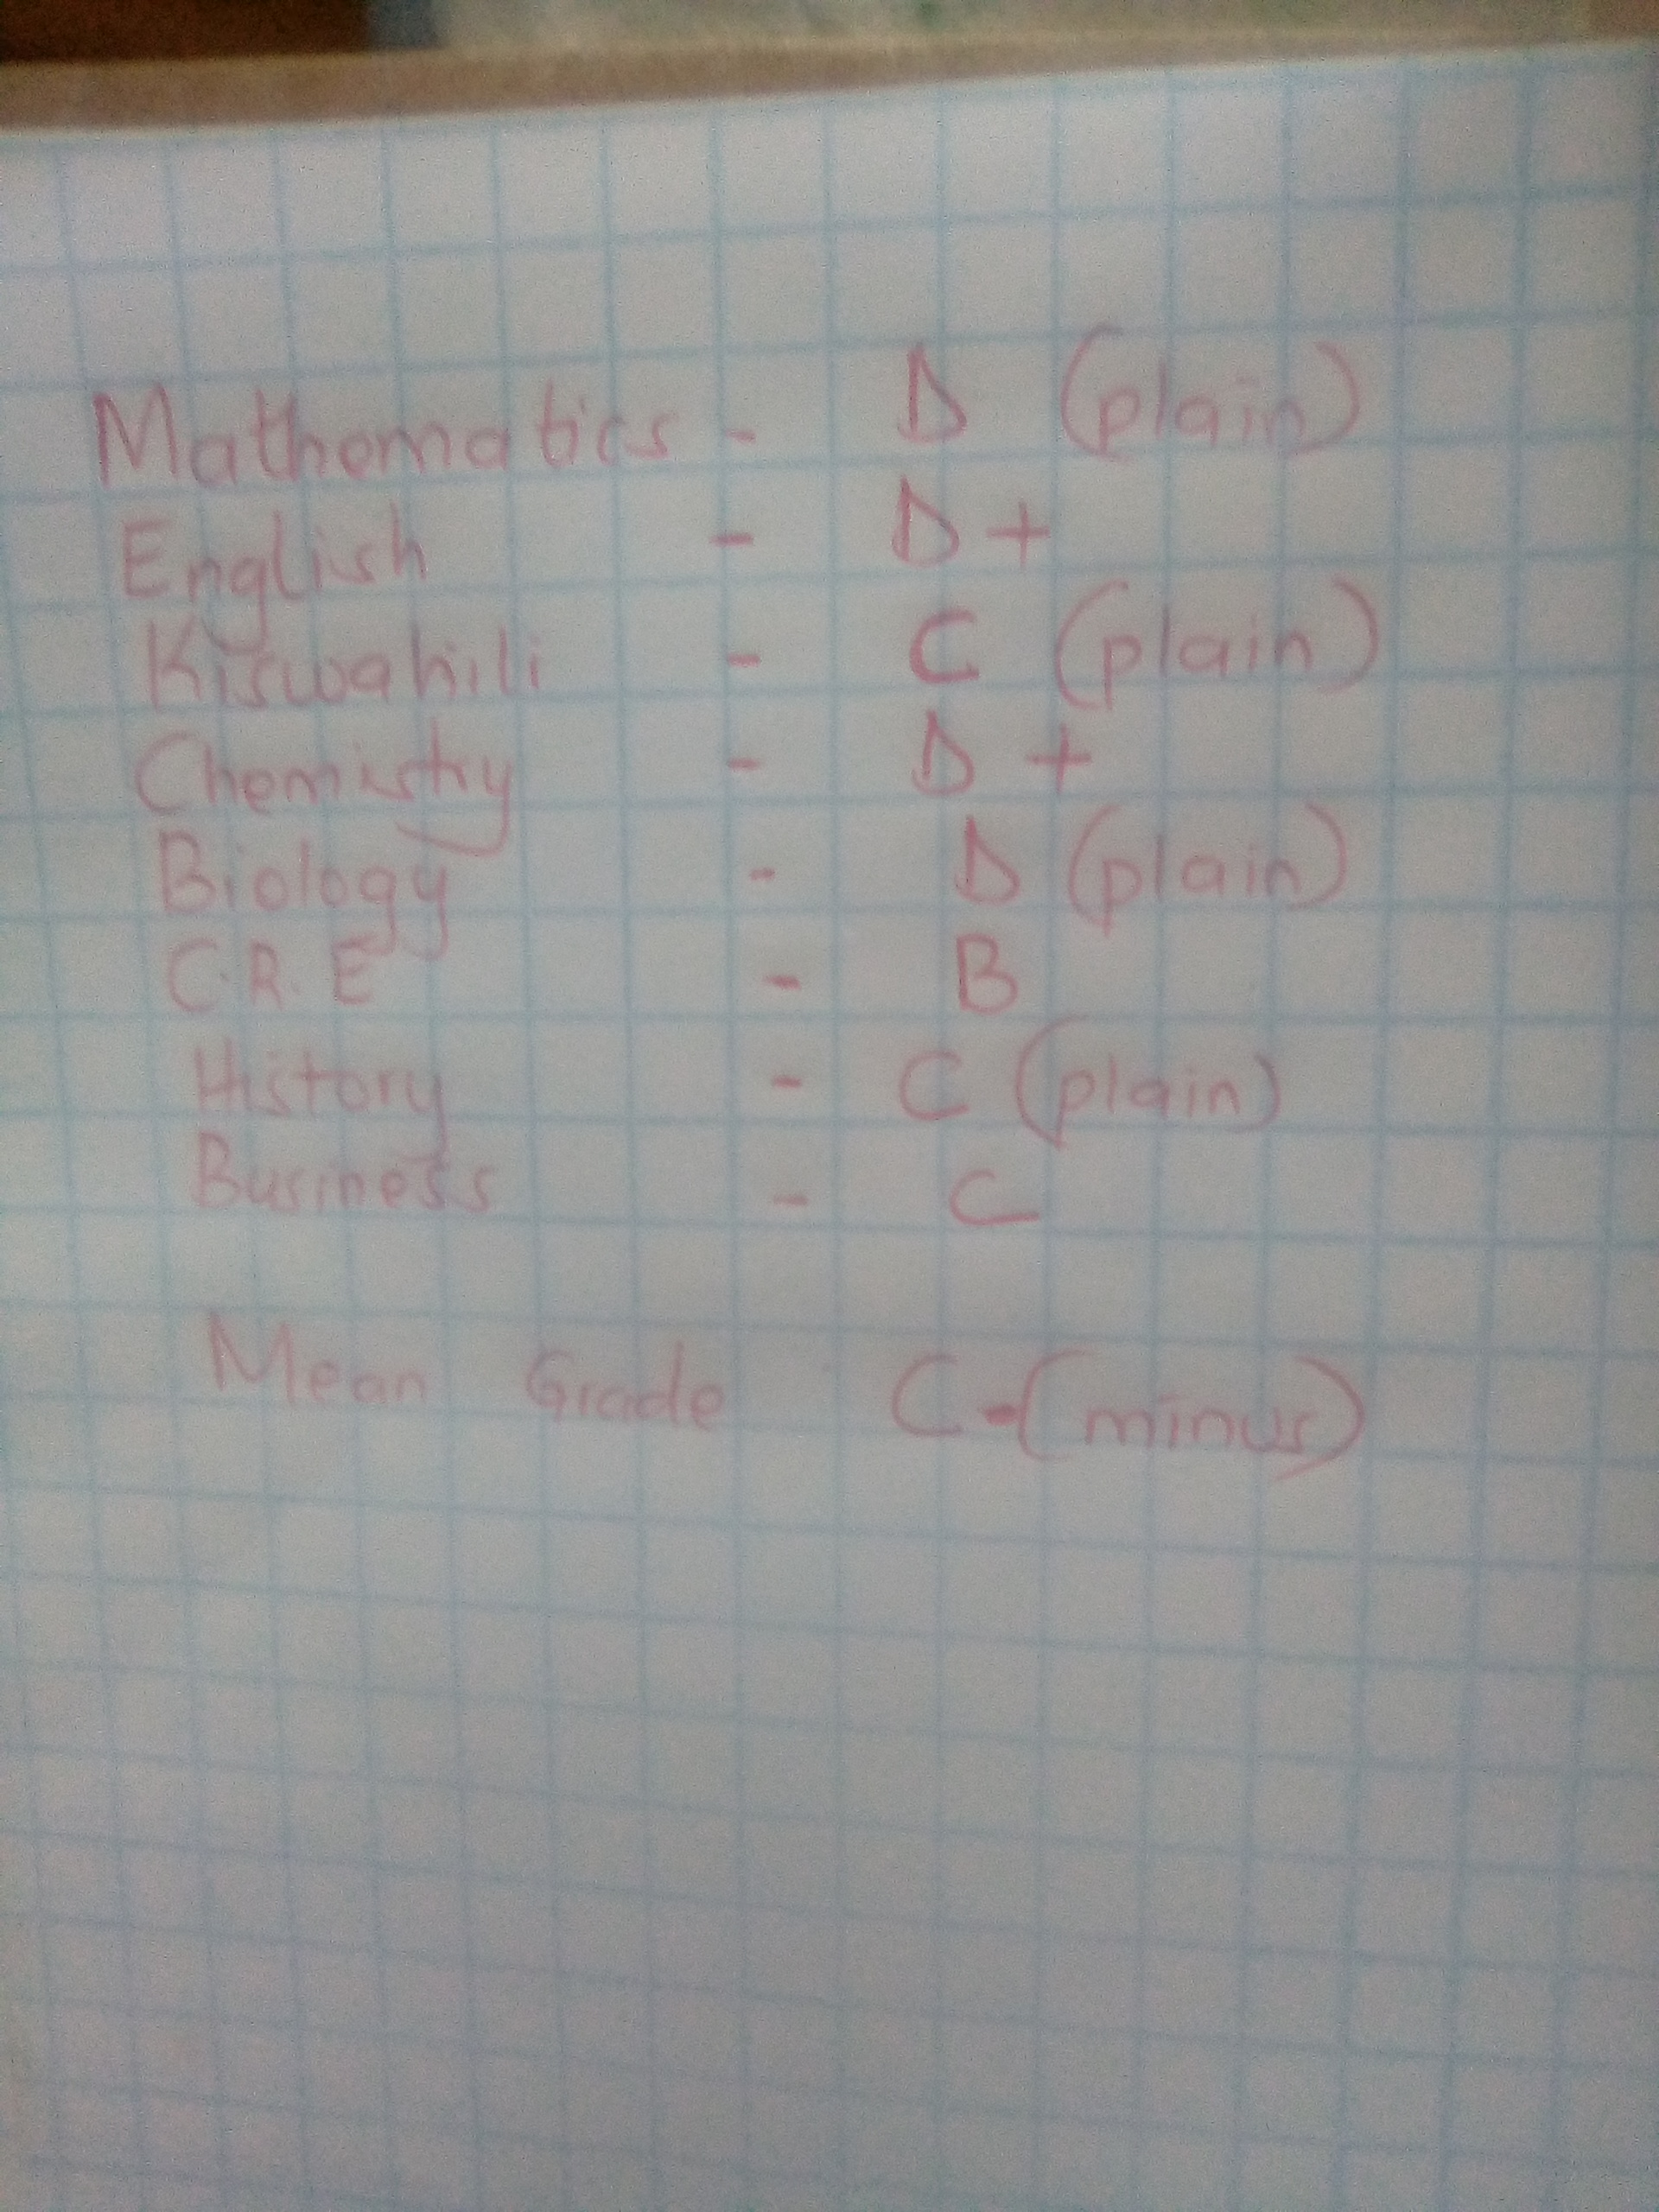 Mathematics - D (plain)
English - D+
Kiswahili - C (plain)
Chemistry - D +
Biology - D (plain)
C.R.E - B
History - C (plain)
Business - C
Mean Grade C-(minus)